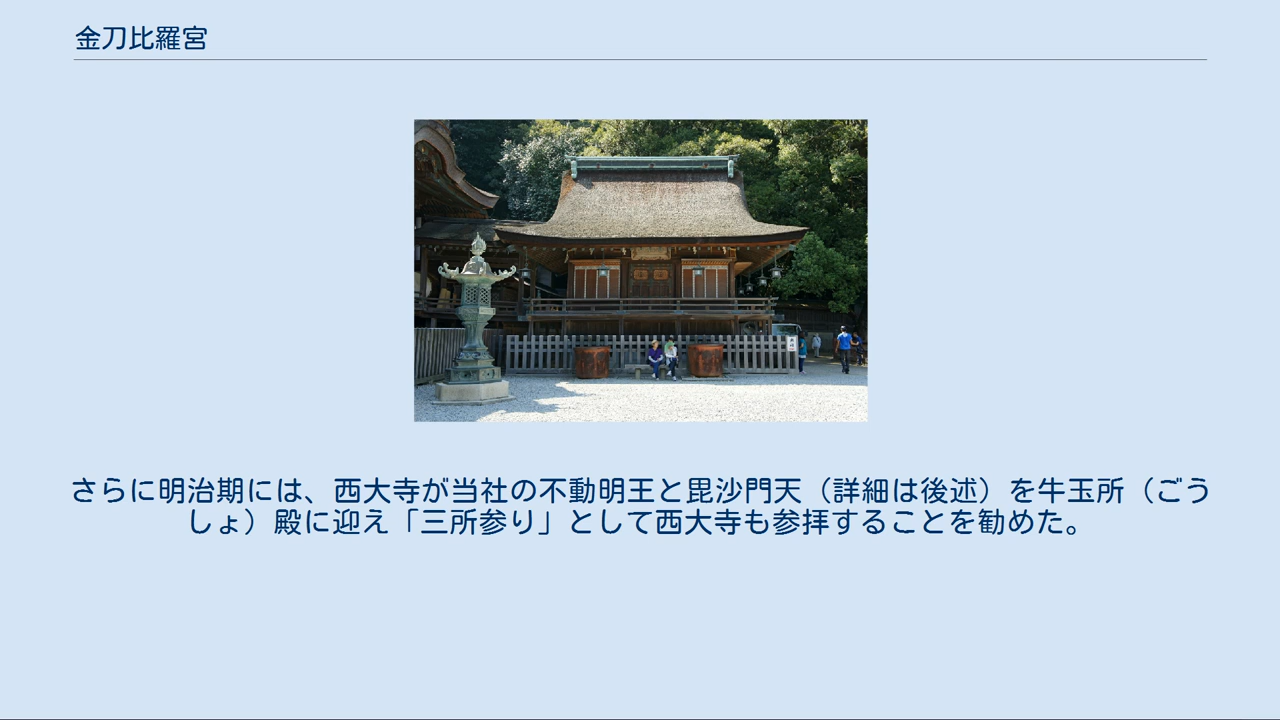 金刀比羅宮
さらに明治期には、西大寺が当社の不動明王と毘沙門天（詳細は後述）を牛玉所（ごう
しょ）殿に迎え「三所参り」として西大寺も参拝することを勧めた。